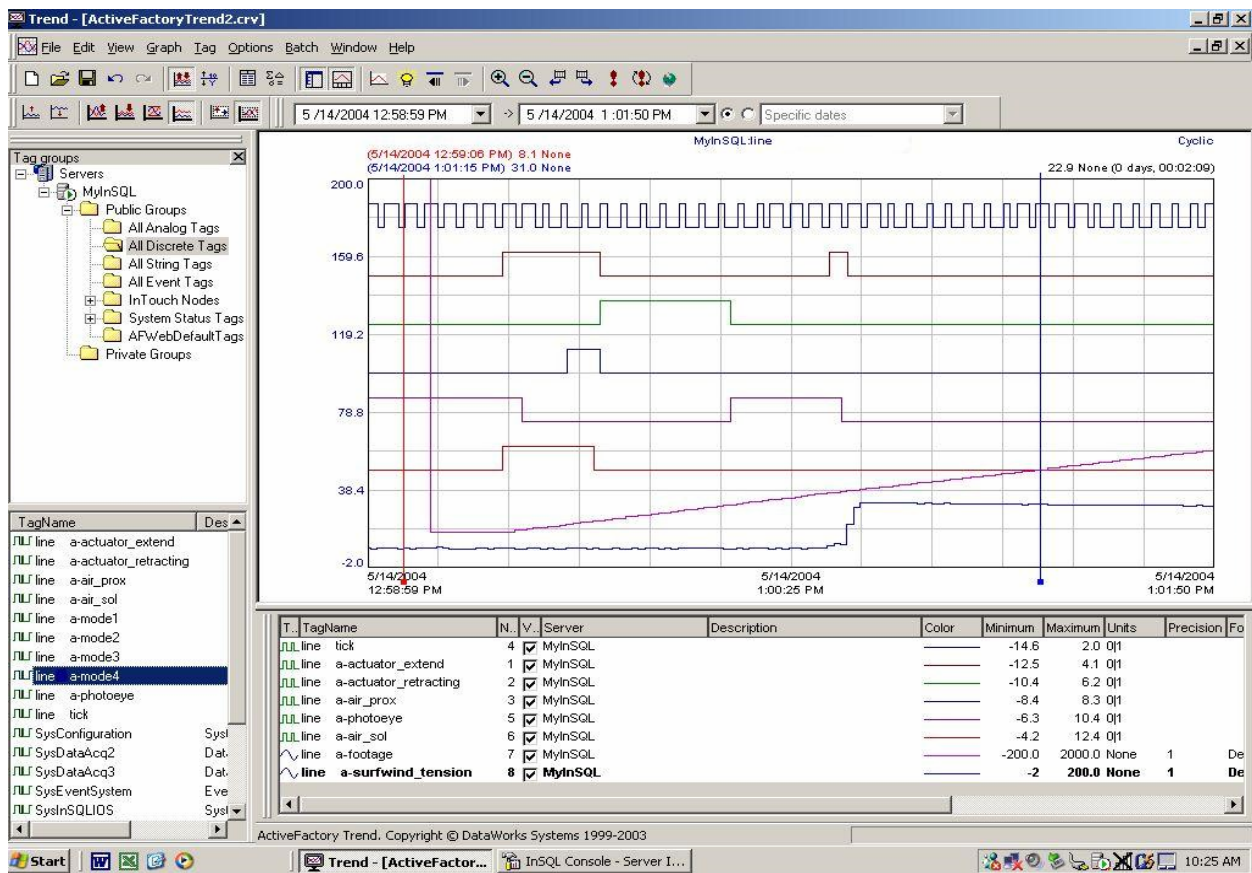 Trend - [ActiveFactoryTrend2.crv]
File Edit View Graph Tag Options Batch Window Help
5 /14/2004 12:58:59 PM -> 5 /14/2004 1 :01:50 PM Specific dates
Tag groups
Servers
MyInSQL
Public Groups
All Analog Tags
All Discrete Tags
All String Tags
All Event Tags
InTouch Nodes
System Status Tags
AFWebDefaultTags
Private Groups
TagName Des
line a-actuator_extend
line a-actuator_retracting
line a-air_prox
line a-air_sol
line a-mode1
line a-mode2
line a-mode3
line a-mode4
line a-photoeye
line tick
SysConfiguration Syst
SysDataAcq2 Dat
SysDataAcq3 Dat
SysEventSystem Eve
SysInSQLIOS Syst
MyInSQL:line Cyclic
(5/14/2004 12:59:06 PM) 8.1 None
(5/14/2004 1:01:15 PM) 31.0 None 22.9 None (0 days, 00:02:09)
200.0
159.6
119.2
78.8
38.4
-2.0
5/14/2004 5/14/2004 5/14/2004
12:58:59 PM 1:00:25 PM 1:01:50 PM
T.. TagName N.. V.. Server Description Color Minimum Maximum Units Precision Fo
line tick 4 MyInSQL -14.6 2.0 0|1
line a-actuator_extend 1 MyInSQL -12.5 4.1 0|1
line a-actuator_retracting 2 MyInSQL -10.4 6.2 0|1
line a-air_prox 3 MyInSQL -8.4 8.3 0|1
line a-photoeye 5 MyInSQL -6.3 10.4 0|1
line a-air_sol 6 MyInSQL -4.2 12.4 0|1
line a-footage 7 MyInSQL -200.0 2000.0 None 1 De
line a-surfwind_tension 8 MyInSQL -2 200.0 None 1 De
ActiveFactory Trend. Copyright © DataWorks Systems 1999-2003
Start Trend - [ActiveFactor... InSQL Console - Server I... 10:25 AM